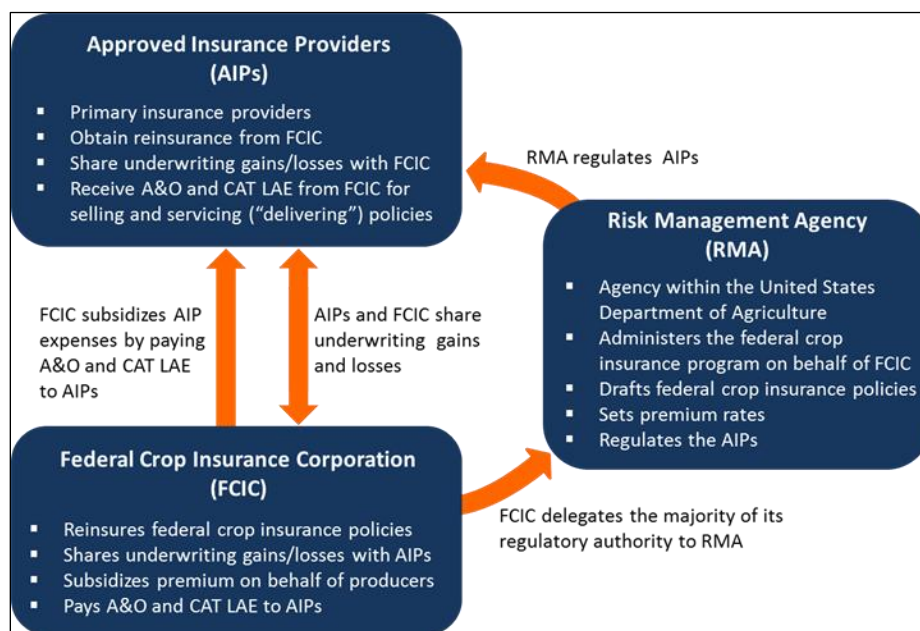 Approved Insurance Providers
(AIPs)
▪ Primary insurance providers
▪ Obtain reinsurance from FCIC
▪ Share underwriting gains/losses with FCIC
▪ Receive A&O and CAT LAE from FCIC for
selling and servicing (“delivering”) policies
RMA regulates AIPs
Risk Management Agency
(RMA)
▪ Agency within the United States
Department of Agriculture
▪ Administers the federal crop
insurance program on behalf of FCIC
▪ Drafts federal crop insurance policies
▪ Sets premium rates
▪ Regulates the AIPs
FCIC subsidizes AIP
expenses by paying
A&O and CAT LAE
to AIPs
AIPs and FCIC share
underwriting gains
and losses
Federal Crop Insurance Corporation
(FCIC)
▪ Reinsures federal crop insurance policies
▪ Shares underwriting gains/losses with AIPs
▪ Subsidizes premium on behalf of producers
▪ Pays A&O and CAT LAE to AIPs
FCIC delegates the majority of its
regulatory authority to RMA